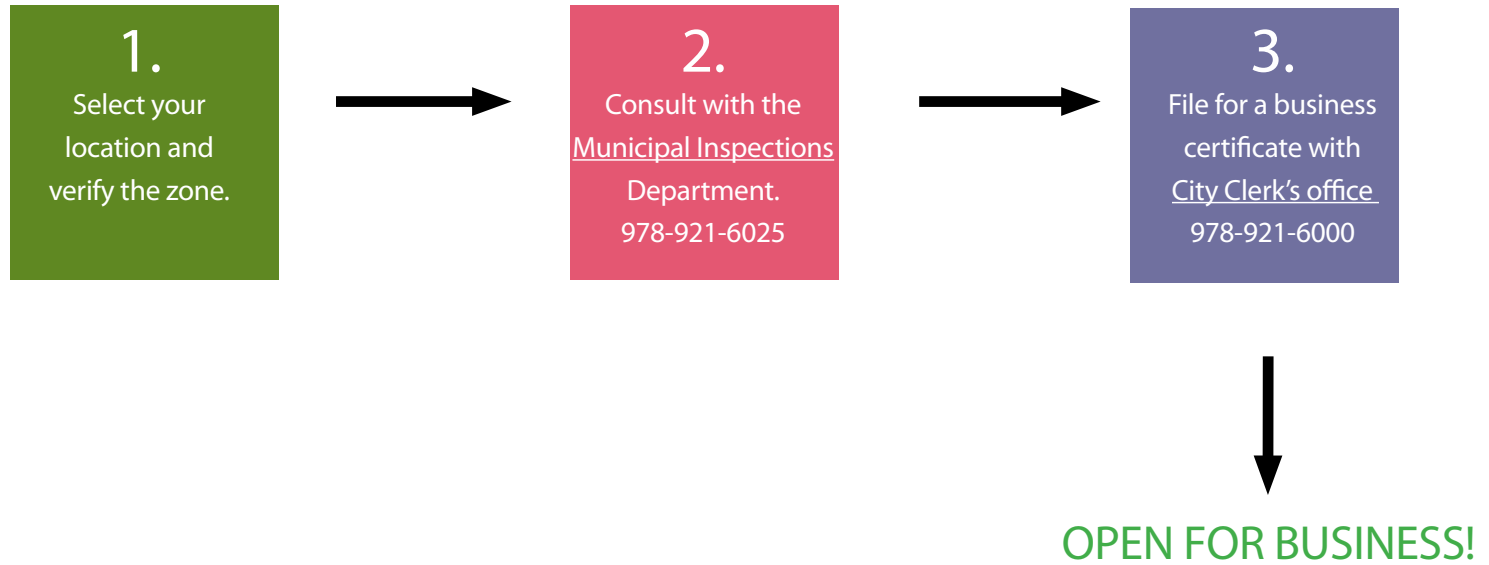 1.
Select your
location and
verify the zone.
2.
Consult with the
Municipal Inspections
Department.
978-921-6025
3.
File for a business
certificate with
City Clerk’s office
978-921-6000
OPEN FOR BUSINESS!